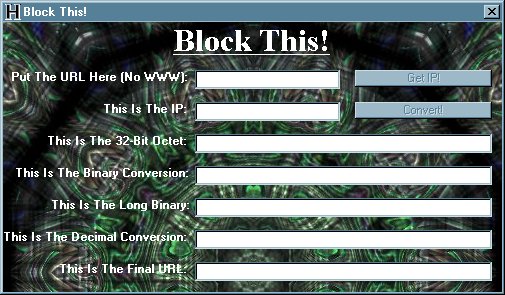 Block This!
Block This!
Put The URL Here (No WWW): Get IP!
This Is The IP: Convert!
This Is The 32-Bit Octet:
This Is The Binary Conversion:
This Is The Long Binary:
This Is The Decimal Conversion:
This Is The Final URL: